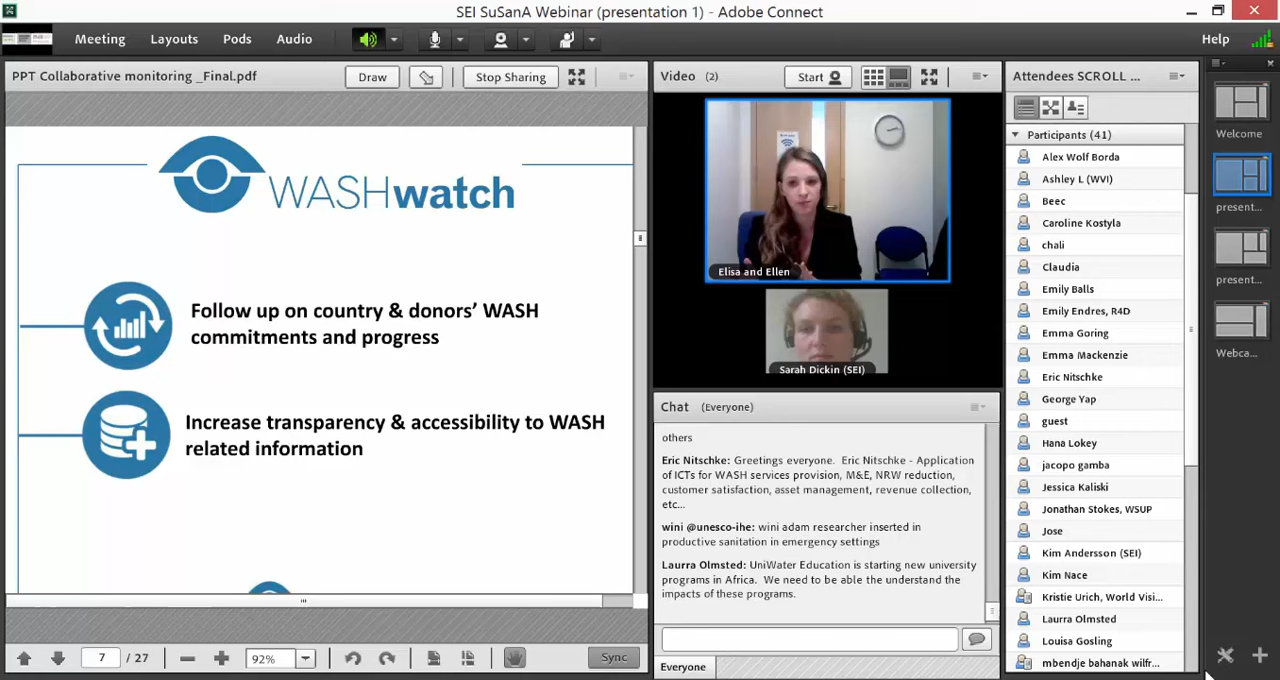 SEI SuSanA Webinar (presentation 1) - Adobe Connect
Meeting
Layouts
Pods
Audio
Help
PPT Collaborative monitoring _Final.pdf
Draw
Stop Sharing
WASHwatch
Follow up on country & donors' WASH
commitments and progress
Increase transparency & accessibility to WASH
related information
7 / 27
92%
Sync
Video (2)
Start
Elisa and Ellen
Sarah Dickin (SEI)
Chat (Everyone)
others
Eric Nitschke: Greetings everyone. Eric Nitschke - Application
of ICTs for WASH services provision, M&E, NRW reduction,
customer satisfaction, asset management, revenue collection,
etc...
wini @unesco-ihe: wini adam researcher inserted in
productive sanitation in emergency settings
Laurra Olmsted: UniWater Education is starting new university
programs in Africa. We need to be able the understand the
impacts of these programs.
Everyone
Attendees SCROLL ...
Participants (41)
Alex Wolf Borda
Ashley L (WVI)
Beec
Caroline Kostyla
chali
Claudia
Emily Balls
Emily Endres, R4D
Emma Goring
Emma Mackenzie
Eric Nitschke
George Yap
guest
Hana Lokey
jacopo gamba
Jessica Kaliski
Jonathan Stokes, WSUP
Jose
Kim Andersson (SEI)
Kim Nace
Kristie Urich, World Visi...
Laurra Olmsted
Louisa Gosling
mbendje bahanak wilfr...
Welcome
present...
present...
Webca...